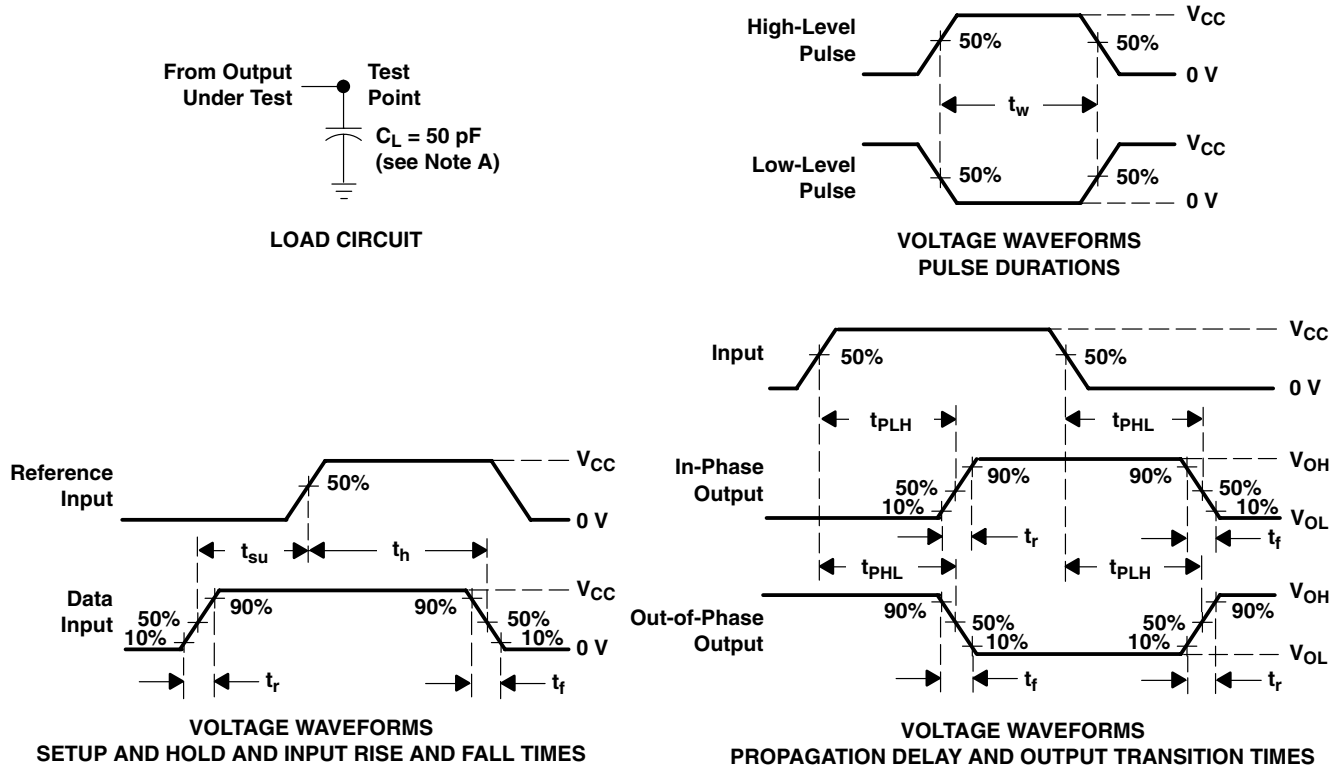 From Output
Under Test
Test
Point
C_L = 50 pF
(see Note A)
LOAD CIRCUIT
High-Level
Pulse
50%
50%
V_CC
0 V
t_w
Low-Level
Pulse
50%
50%
V_CC
0 V
VOLTAGE WAVEFORMS
PULSE DURATIONS
Reference
Input
50%
V_CC
0 V
t_su
t_h
Data
Input
50%
10%
90%
90%
50%
10%
V_CC
0 V
t_r
t_f
VOLTAGE WAVEFORMS
SETUP AND HOLD AND INPUT RISE AND FALL TIMES
Input
50%
50%
V_CC
0 V
t_PLH
t_PHL
In-Phase
Output
50%
10%
90%
90%
50%
10%
V_OH
V_OL
t_r
t_f
t_PHL
t_PLH
Out-of-Phase
Output
90%
50%
10%
50%
10%
90%
V_OH
V_OL
t_f
t_r
VOLTAGE WAVEFORMS
PROPAGATION DELAY AND OUTPUT TRANSITION TIMES